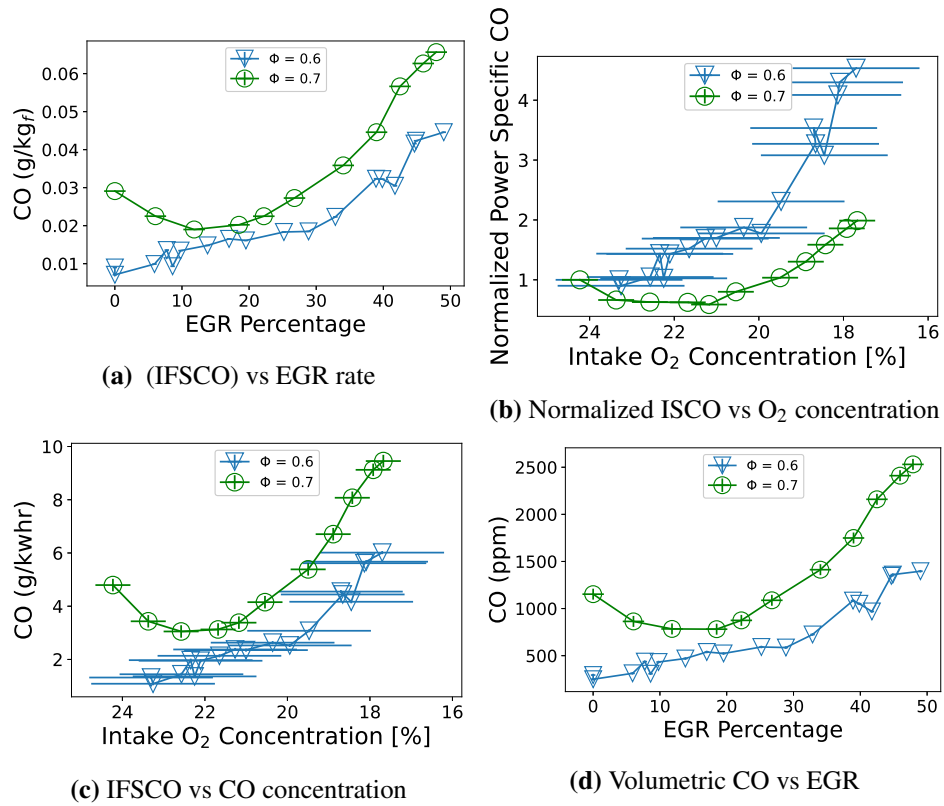 CO (g/kg_f)
0.06
0.05
0.04
0.03
0.02
0.01
Φ = 0.6
Φ = 0.7
0 10 20 30 40 50
EGR Percentage
(a) (IFSCO) vs EGR rate
Normalized Power Specific CO
4
3
2
1
Φ = 0.6
Φ = 0.7
24 22 20 18 16
Intake O₂ Concentration [%]
(b) Normalized ISCO vs O₂ concentration
CO (g/kwhr)
10
8
6
4
2
Φ = 0.6
Φ = 0.7
24 22 20 18 16
Intake O₂ Concentration [%]
(c) IFSCO vs CO concentration
CO (ppm)
2500
2000
1500
1000
500
Φ = 0.6
Φ = 0.7
0 10 20 30 40 50
EGR Percentage
(d) Volumetric CO vs EGR